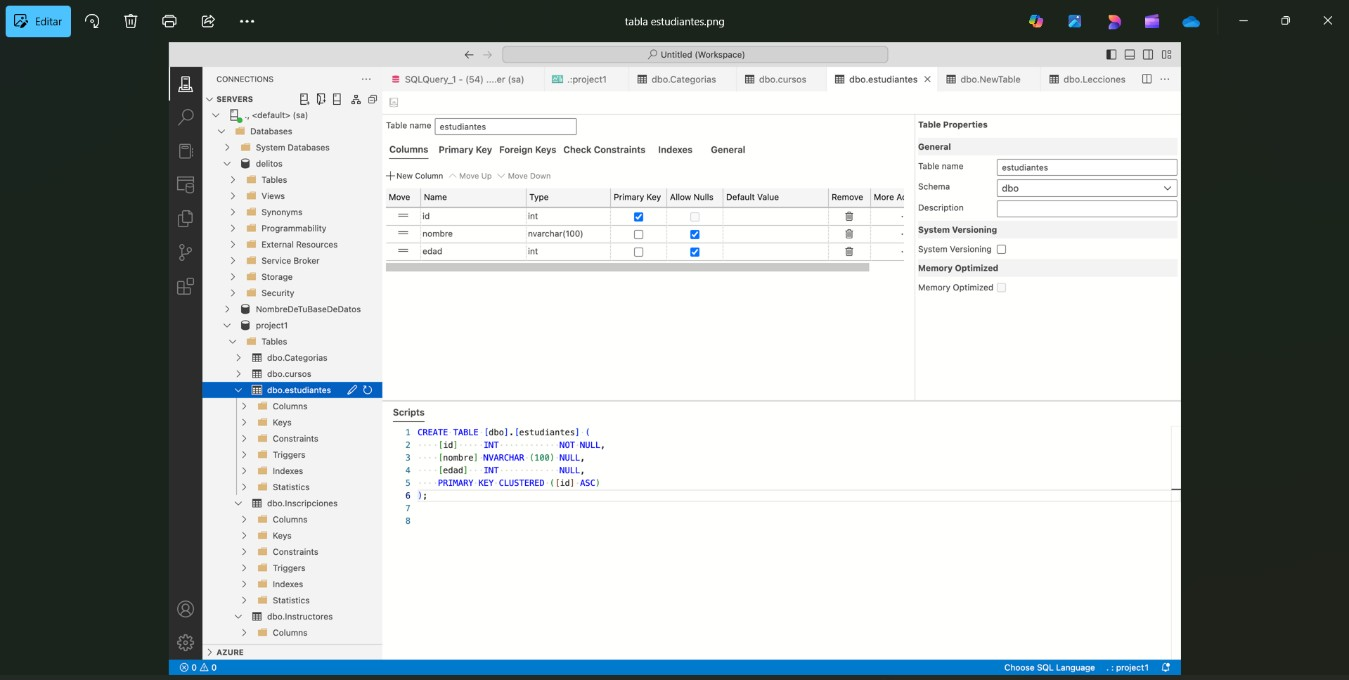 Editar
tabla estudiantes.png
Untitled (Workspace)
CONNECTIONS
SQLQuery_1 - (54) ....er (sa)
.:project1
dbo.Categorias
dbo.cursos
dbo.estudiantes
dbo.NewTable
dbo.Lecciones
SERVERS
., <default> (sa)
Databases
System Databases
delitos
Tables
Views
Synonyms
Programmability
External Resources
Service Broker
Storage
Security
NombreDeTuBaseDeDatos
project1
Tables
dbo.Categorias
dbo.cursos
dbo.estudiantes
Columns
Keys
Constraints
Triggers
Indexes
Statistics
dbo.Inscripciones
Columns
Keys
Constraints
Triggers
Indexes
Statistics
dbo.Instructores
Columns
AZURE
Table name estudiantes
Columns Primary Key Foreign Keys Check Constraints Indexes General
New Column Move Up Move Down
Move Name Type Primary Key Allow Nulls Default Value Remove More Ac
id int
nombre nvarchar(100)
edad int
Table Properties
General
Table name estudiantes
Schema dbo
Description
System Versioning
System Versioning
Memory Optimized
Memory Optimized
Scripts
1 CREATE TABLE [dbo].[estudiantes] (
2 [id] INT NOT NULL,
3 [nombre] NVARCHAR (100) NULL,
4 [edad] INT NULL,
5 PRIMARY KEY CLUSTERED ([id] ASC)
6 );
7
8
0 0
Choose SQL Language . : project1